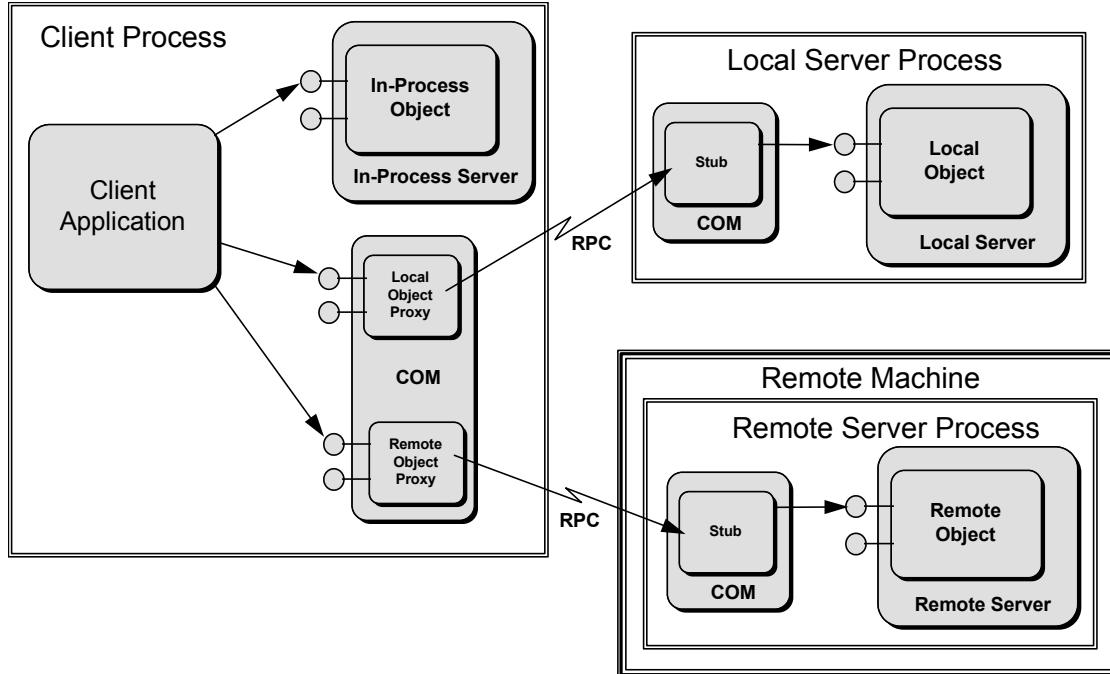 Client Process
Client
Application
In-Process
Object
In-Process Server
Local
Object
Proxy
COM
Remote
Object
Proxy
RPC
RPC
Local Server Process
Stub
COM
Local
Object
Local Server
Remote Machine
Remote Server Process
Stub
COM
Remote
Object
Remote Server